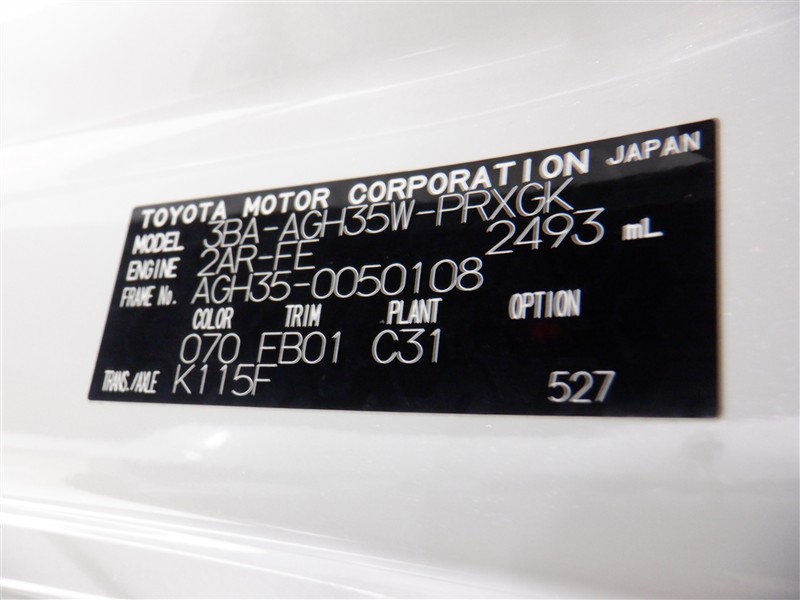 TOYOTA MOTOR CORPORATION JAPAN
MODEL 3BA-AGH35W-PRXGK
ENGINE 2AR-FE 2493 mL
FRAME No. AGH35-0050108
COLOR TRIM PLANT OPTION
070 FB01 C31
TRANS./AXLE K115F 527